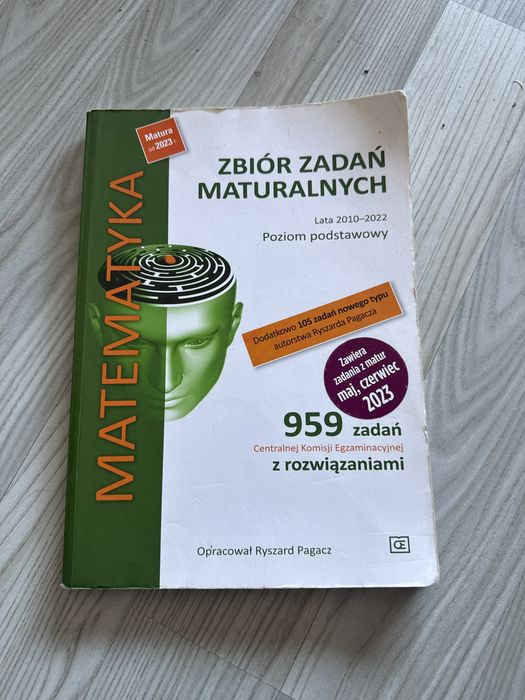 Matura
od 2023 r.
MATEMATYKA
ZBIÓR ZADAŃ
MATURALNYCH
Lata 2010–2022
Poziom podstawowy
Dodatkowo 105 zadań nowego typu
autorstwa Ryszarda Pagacza
Zawiera
zadania z matur
maj, czerwiec
2023
959 zadań
Centralnej Komisji Egzaminacyjnej
z rozwiązaniami
Opracował Ryszard Pagacz
OE